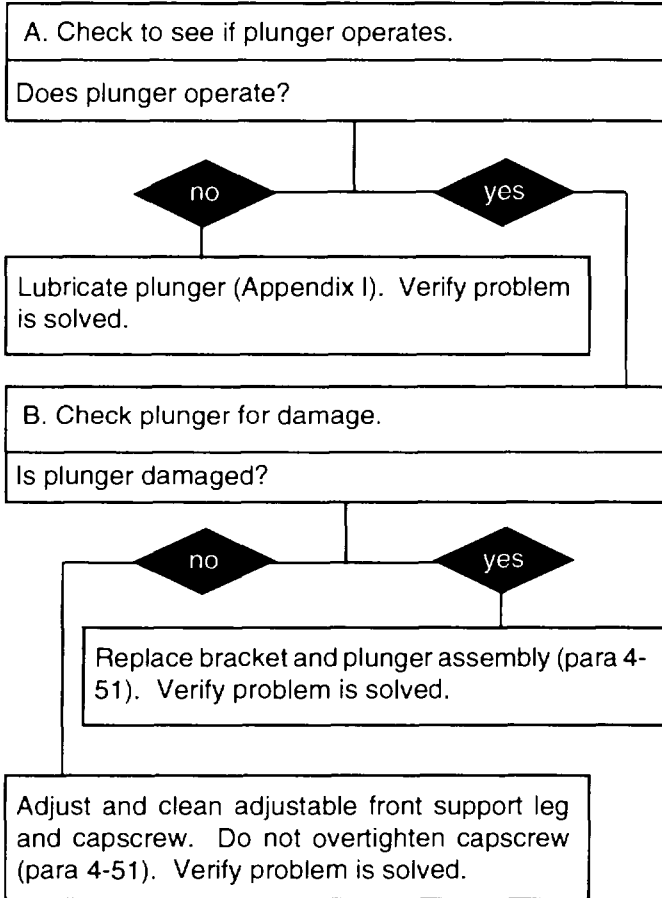 A. Check to see if plunger operates.
Does plunger operate?
no
yes
Lubricate plunger (Appendix I). Verify problem
is solved.
B. Check plunger for damage.
Is plunger damaged?
no
yes
Replace bracket and plunger assembly (para 4-
51). Verify problem is solved.
Adjust and clean adjustable front support leg
and capscrew. Do not overtighten capscrew
(para 4-51). Verify problem is solved.